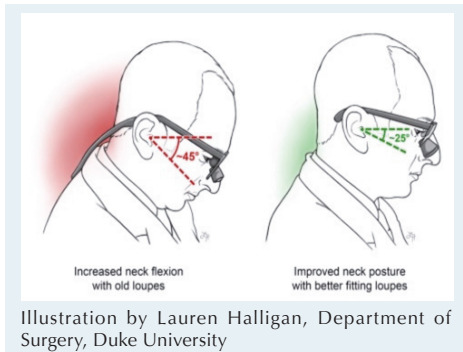 ~45°
~25°
Increased neck flexion
with old loupes
Improved neck posture
with better fitting loupes
Illustration by Lauren Halligan, Department of
Surgery, Duke University